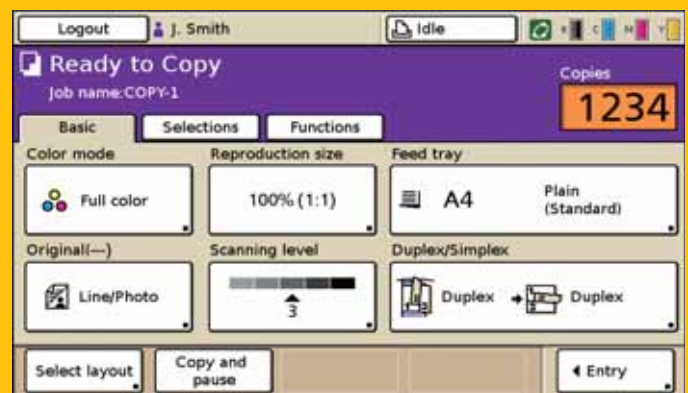 Logout
J. Smith
Idle
K
C
M
Y
Ready to Copy
Job name:COPY-1
Copies
1234
Basic
Selections
Functions
Color mode
Reproduction size
Feed tray
Full color
100% (1:1)
A4
Plain
(Standard)
Original(—)
Scanning level
Duplex/Simplex
Line/Photo
3
Duplex
Duplex
Select layout
Copy and
pause
Entry